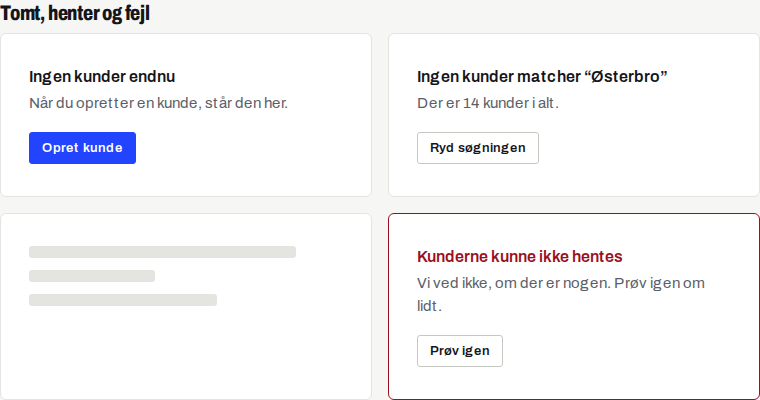 Tomt, henter og fejl
Ingen kunder endnu
Når du opretter en kunde, står den her.
Opret kunde
Ingen kunder matcher “Østerbro”
Der er 14 kunder i alt.
Ryd søgningen
Kunderne kunne ikke hentes
Vi ved ikke, om der er nogen. Prøv igen om
lidt.
Prøv igen